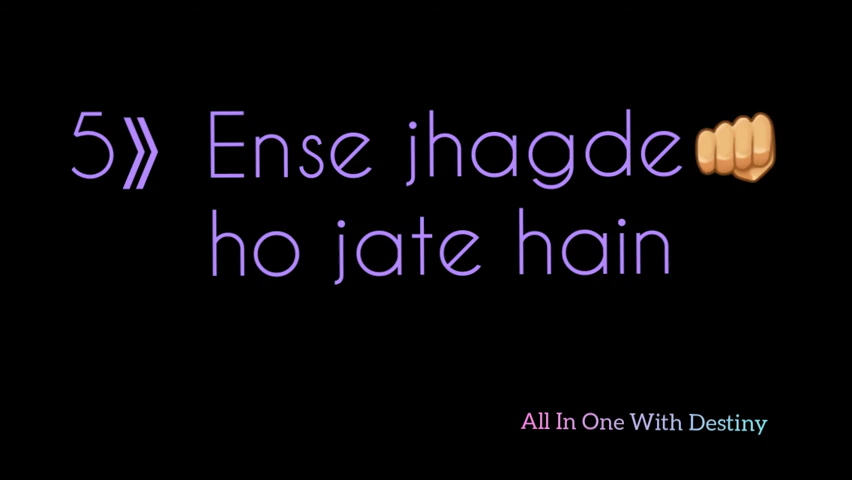 5》 Ense jhagde👊
ho jate hain
All In One With Destiny